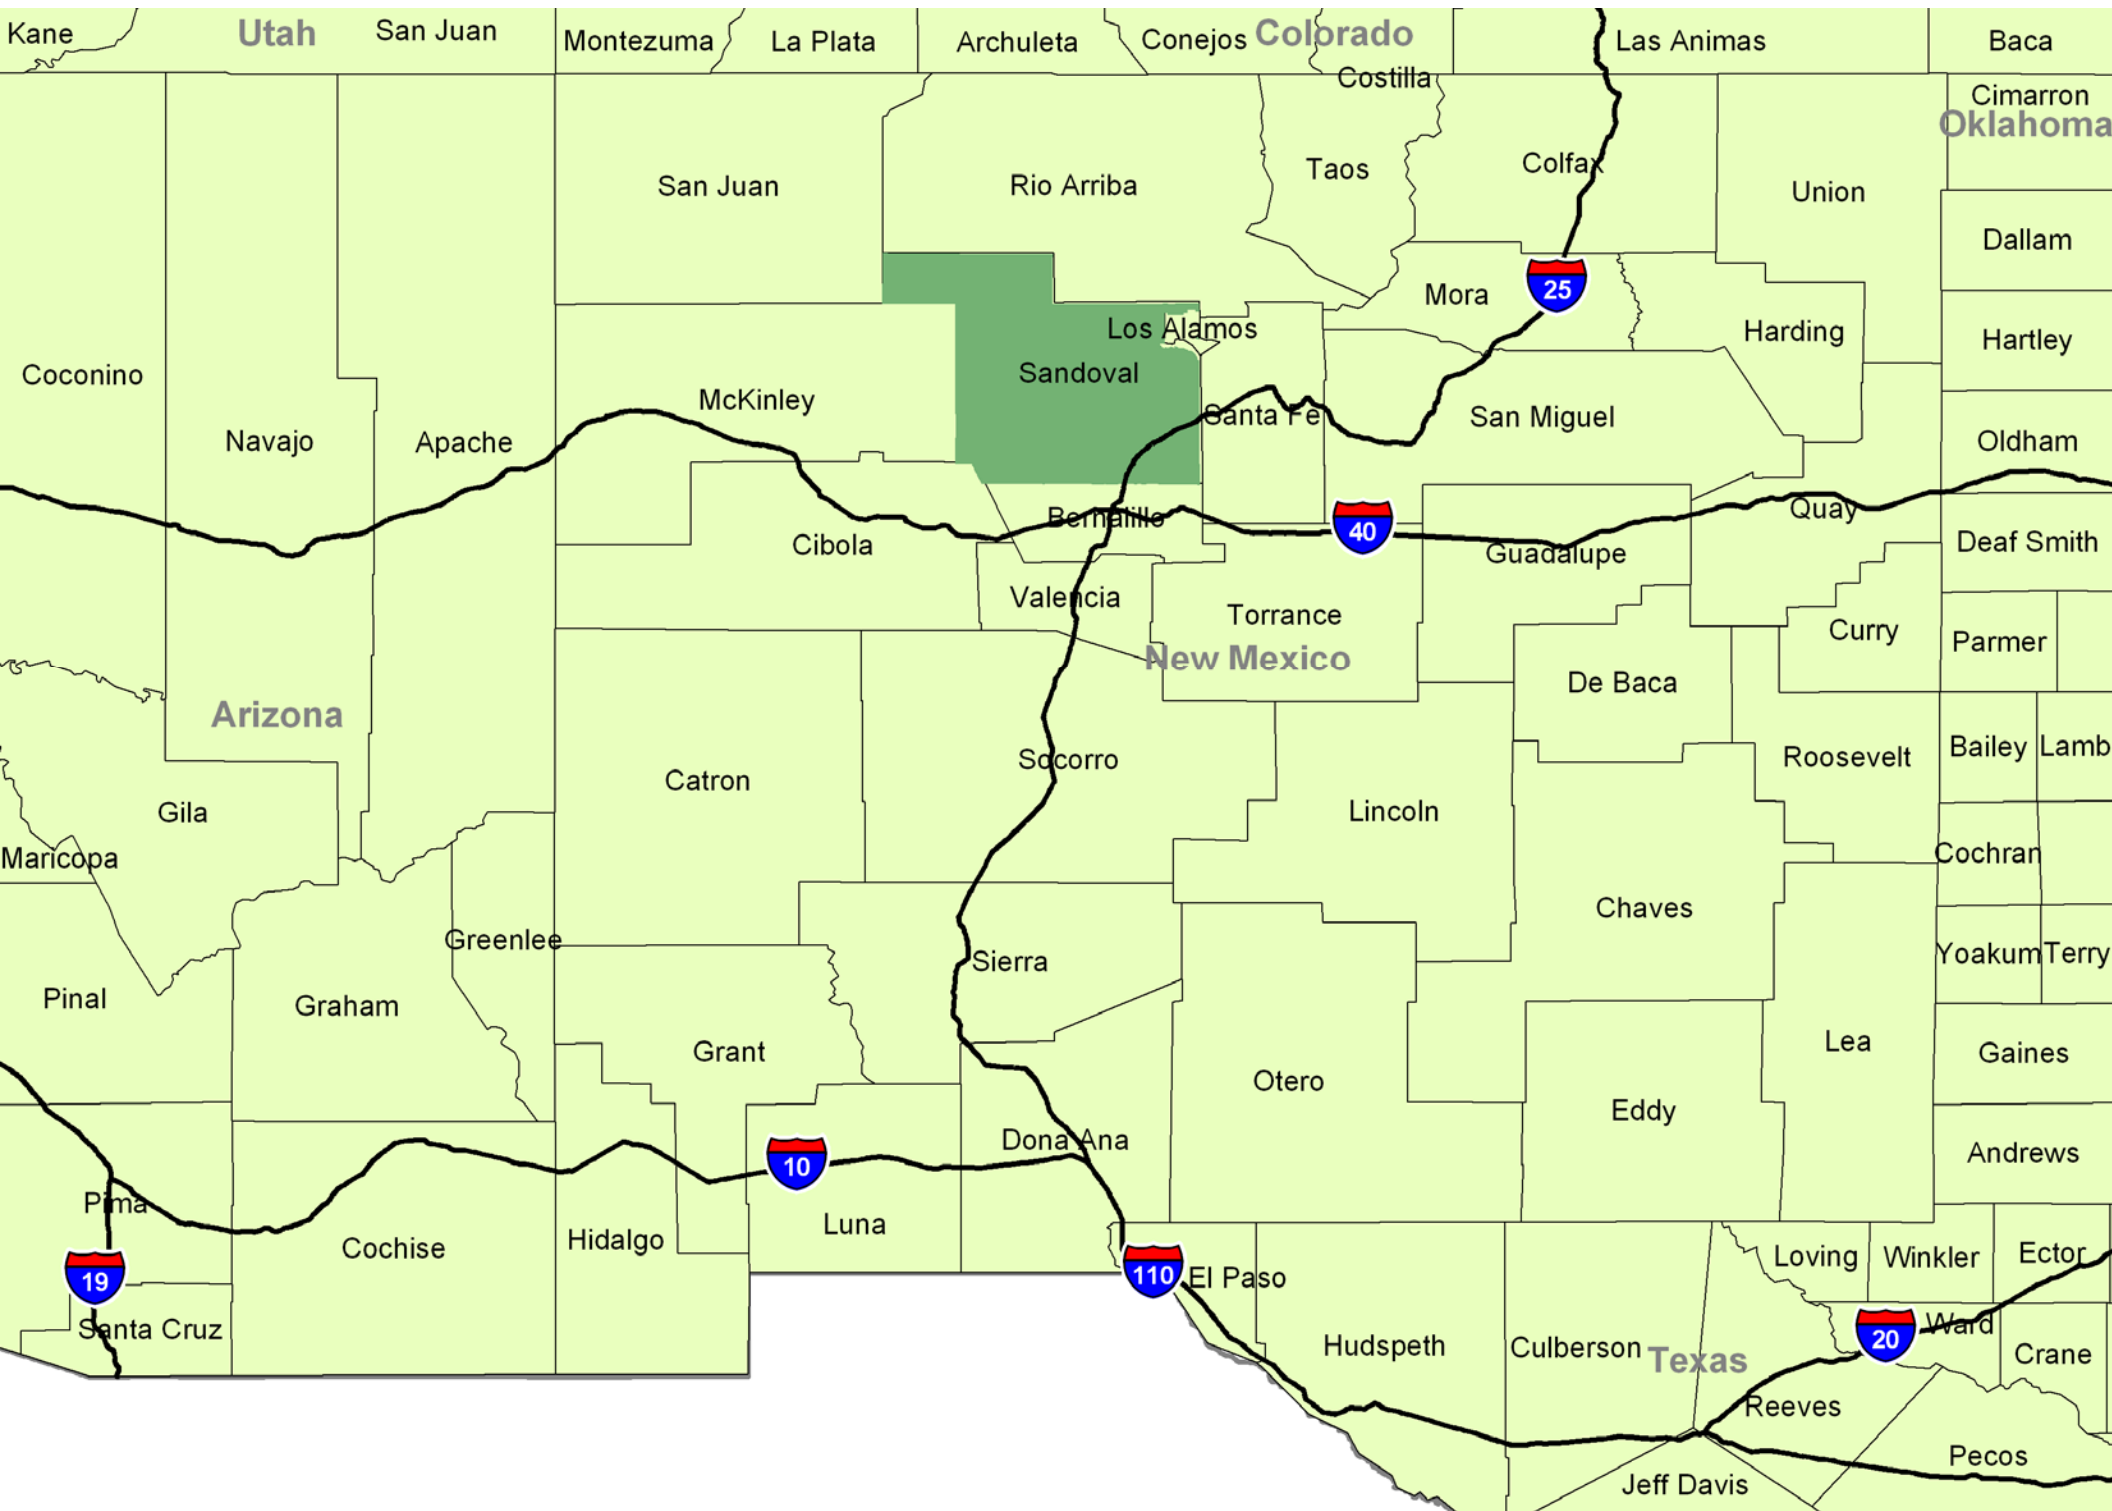 Kane
Utah
San Juan
Montezuma
La Plata
Archuleta
Conejos
Colorado
Las Animas
Baca
Costilla
Cimarron
Oklahoma
San Juan
Rio Arriba
Taos
Colfax
Union
Dallam
Mora
25
Los Alamos
Harding
Hartley
Coconino
Sandoval
McKinley
Santa Fe
San Miguel
Navajo
Apache
Oldham
Quay
Bernalillo
40
Cibola
Guadalupe
Deaf Smith
Valencia
Torrance
Curry
Parmer
New Mexico
De Baca
Arizona
Socorro
Catron
Roosevelt
Bailey
Lamb
Gila
Lincoln
Maricopa
Cochran
Chaves
Greenlee
Sierra
Yoakum
Terry
Pinal
Graham
Grant
Lea
Gaines
Otero
Eddy
Dona Ana
Andrews
10
Pima
Luna
Hidalgo
Cochise
Loving
Winkler
Ector
19
110
El Paso
Santa Cruz
Hudspeth
Culberson
Texas
20
Ward
Crane
Reeves
Pecos
Jeff Davis